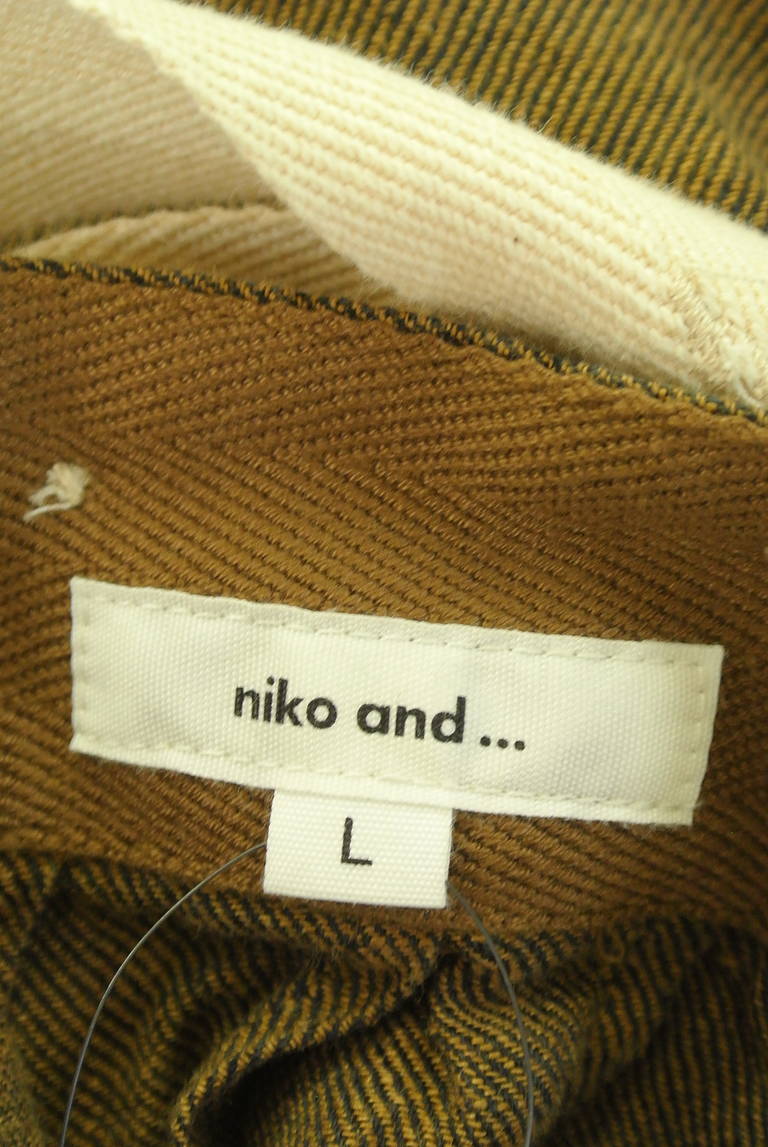 niko and ...
L